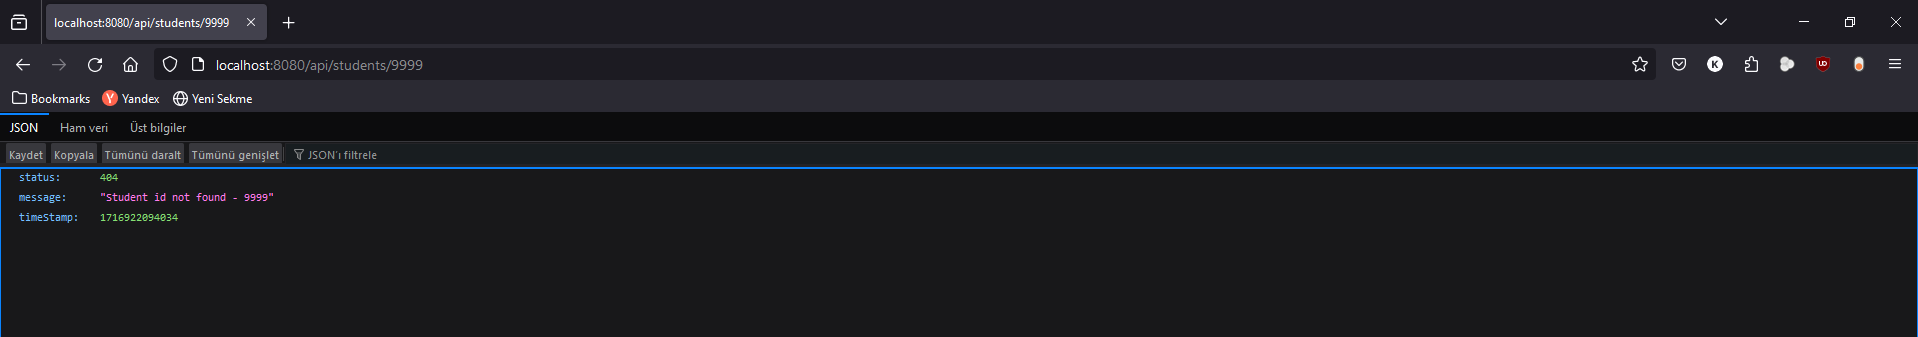 localhost:8080/api/students/9999
localhost:8080/api/students/9999
Bookmarks Yandex Yeni Sekme
JSON Ham veri Üst bilgiler
Kaydet Kopyala Tümünü daralt Tümünü genişlet JSON'ı filtrele
status: 404
message: "Student id not found - 9999"
timeStamp: 1716922094034